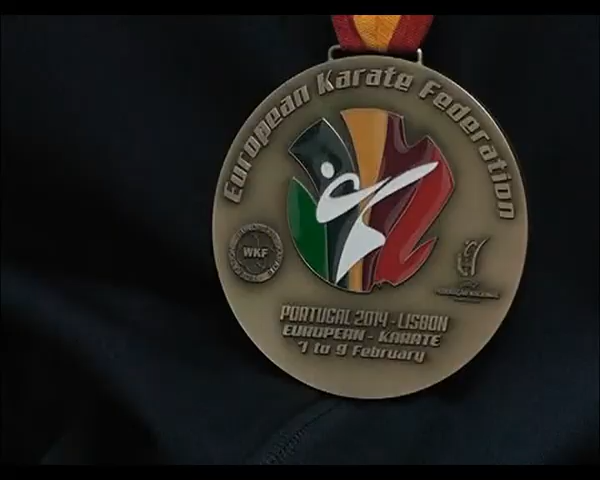 European Karate Federation
WKF
PORTUGAL 2014 - LISBON
EUROPEAN - KARATE
7 to 9 February